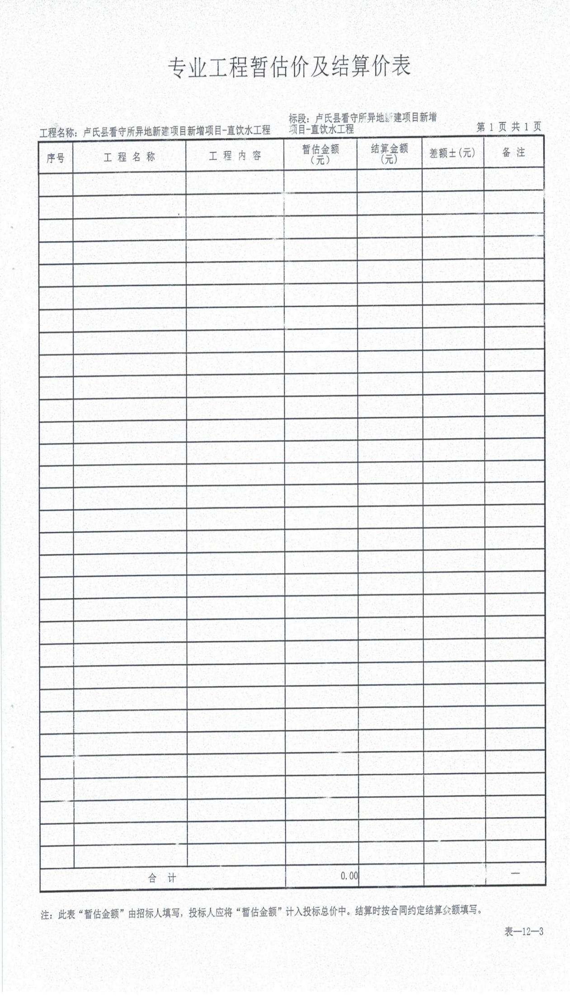 专业工程暂估价及结算价表
标段：卢氏县看守所异地新建项目新增
工程名称：卢氏县看守所异地新建项目新增项目-直饮水工程 项目-直饮水工程 第 1 页 共 1 页
序号 工 程 名 称 工 程 内 容 暂估金额（元） 结算金额（元） 差额±（元） 备 注
合 计 0.00 —
注：此表“暂估金额”由招标人填写，投标人应将“暂估金额”计入投标总价中。结算时按合同约定结算金额填写。
表—12—3